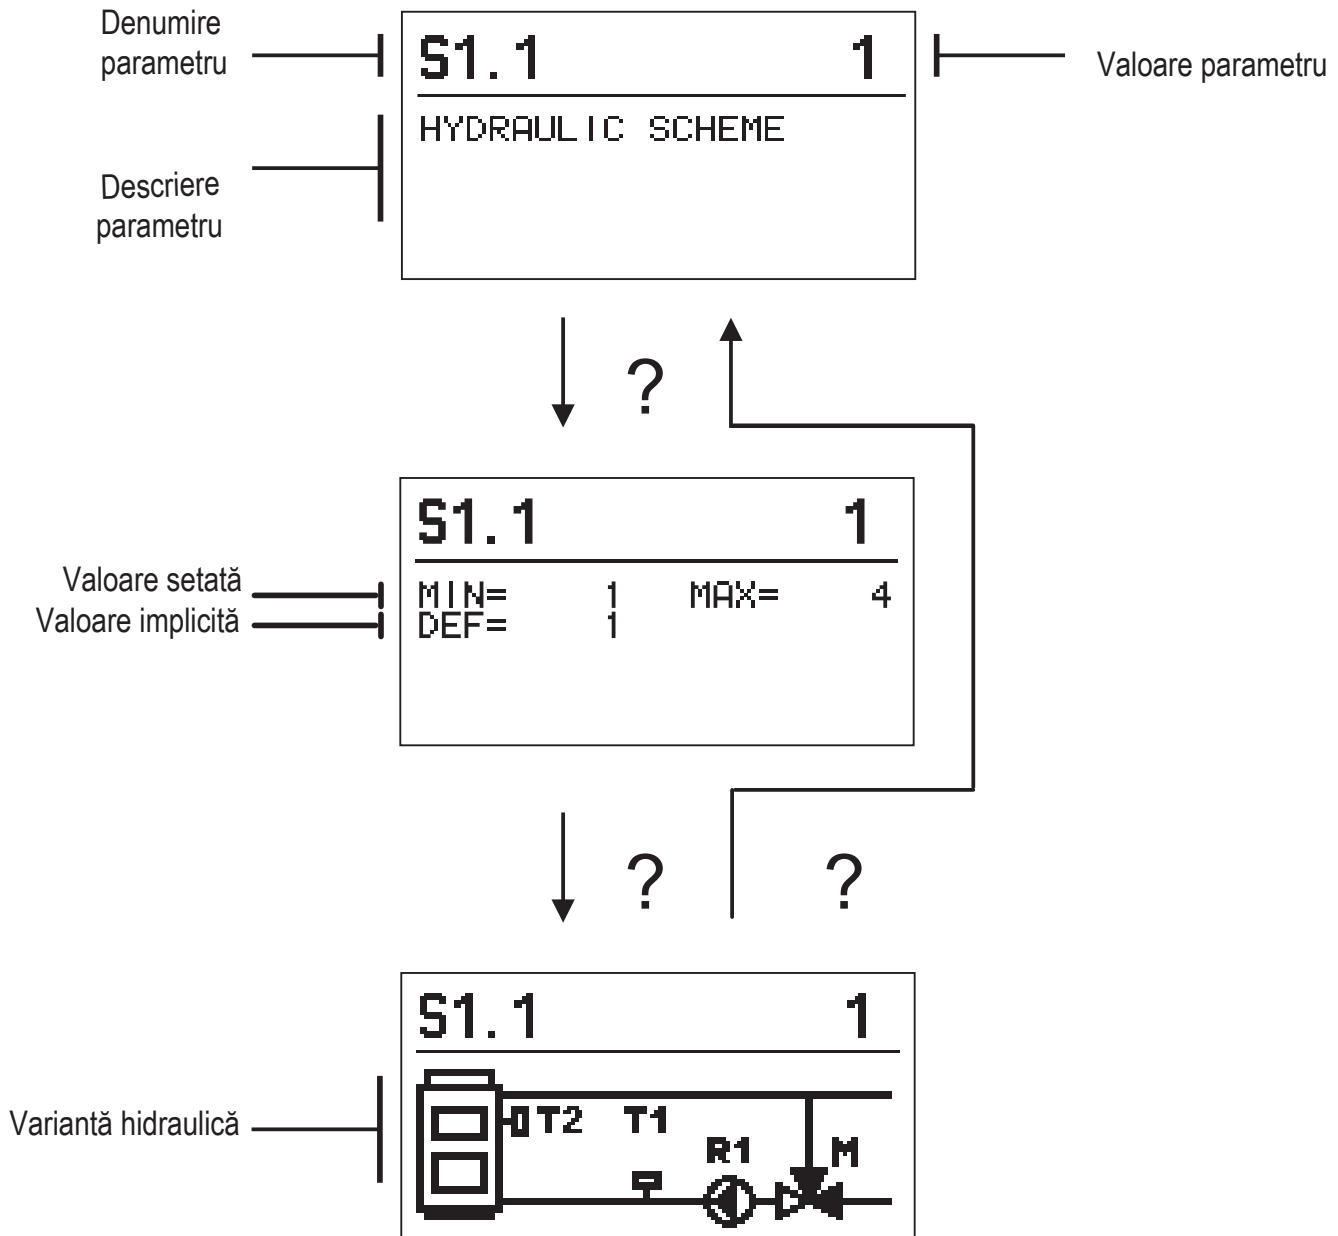 Denumire
parametru
S1.1 1
Valoare parametru
HYDRAULIC SCHEME
Descriere
parametru
?
S1.1 1
Valoare setată
MIN= 1 MAX= 4
Valoare implicită
DEF= 1
? ?
S1.1 1
Variantă hidraulică
T2 T1
R1 M